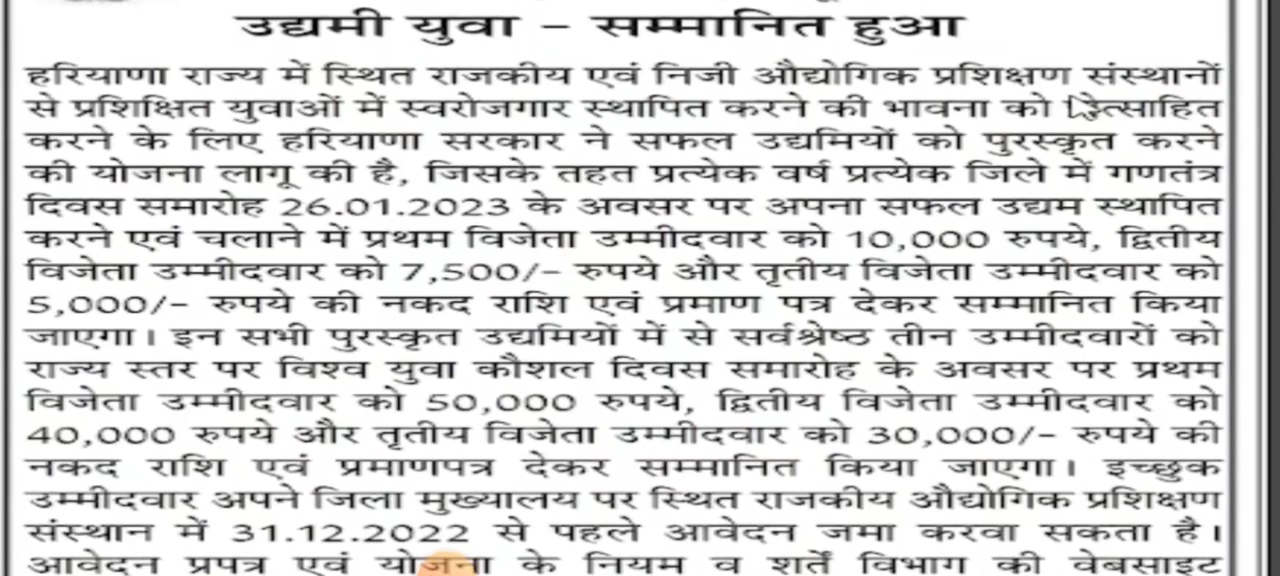 उद्यमी युवा – सम्मानित हुआ
हरियाणा राज्य में स्थित राजकीय एवं निजी औद्योगिक प्रशिक्षण संस्थानों
से प्रशिक्षित युवाओं में स्वरोजगार स्थापित करने की भावना को
करने के लिए हरियाणा सरकार ने सफल उद्यमियों को पुरस्कृत करने
की योजना लागू की है, जिसके तहत प्रत्येक वर्ष प्रत्येक जिले में गणतंत्र
दिवस समारोह 26.01.2023 के अवसर पर अपना सफल उद्यम स्थापित
करने एवं चलाने में प्रथम विजेता उम्मीदवार को 10,000 रुपये, द्वितीय
विजेता उम्मीदवार को 7,500/– रुपये और तृतीय विजेता उम्मीदवार को
5,000/– रुपये की नकद राशि एवं प्रमाण पत्र देकर सम्मानित किया
जाएगा। इन सभी पुरस्कृत उद्यमियों में से सर्वश्रेष्ठ तीन उम्मीदवारों को
राज्य स्तर पर विश्व युवा कौशल दिवस समारोह के अवसर पर प्रथम
विजेता उम्मीदवार को 50,000 रुपये, द्वितीय विजेता उम्मीदवार को
40,000 रुपये और तृतीय विजेता उम्मीदवार को 30,000/– रुपये की
नकद राशि एवं प्रमाणपत्र देकर सम्मानित किया जाएगा। इच्छुक
उम्मीदवार अपने जिला मुख्यालय पर स्थित राजकीय औद्योगिक प्रशिक्षण
संस्थान में 31.12.2022 से पहले आवेदन जमा करवा सकता है।
आवेदन प्रपत्र एवं योजना के नियम व शर्तें विभाग की वेबसाइट